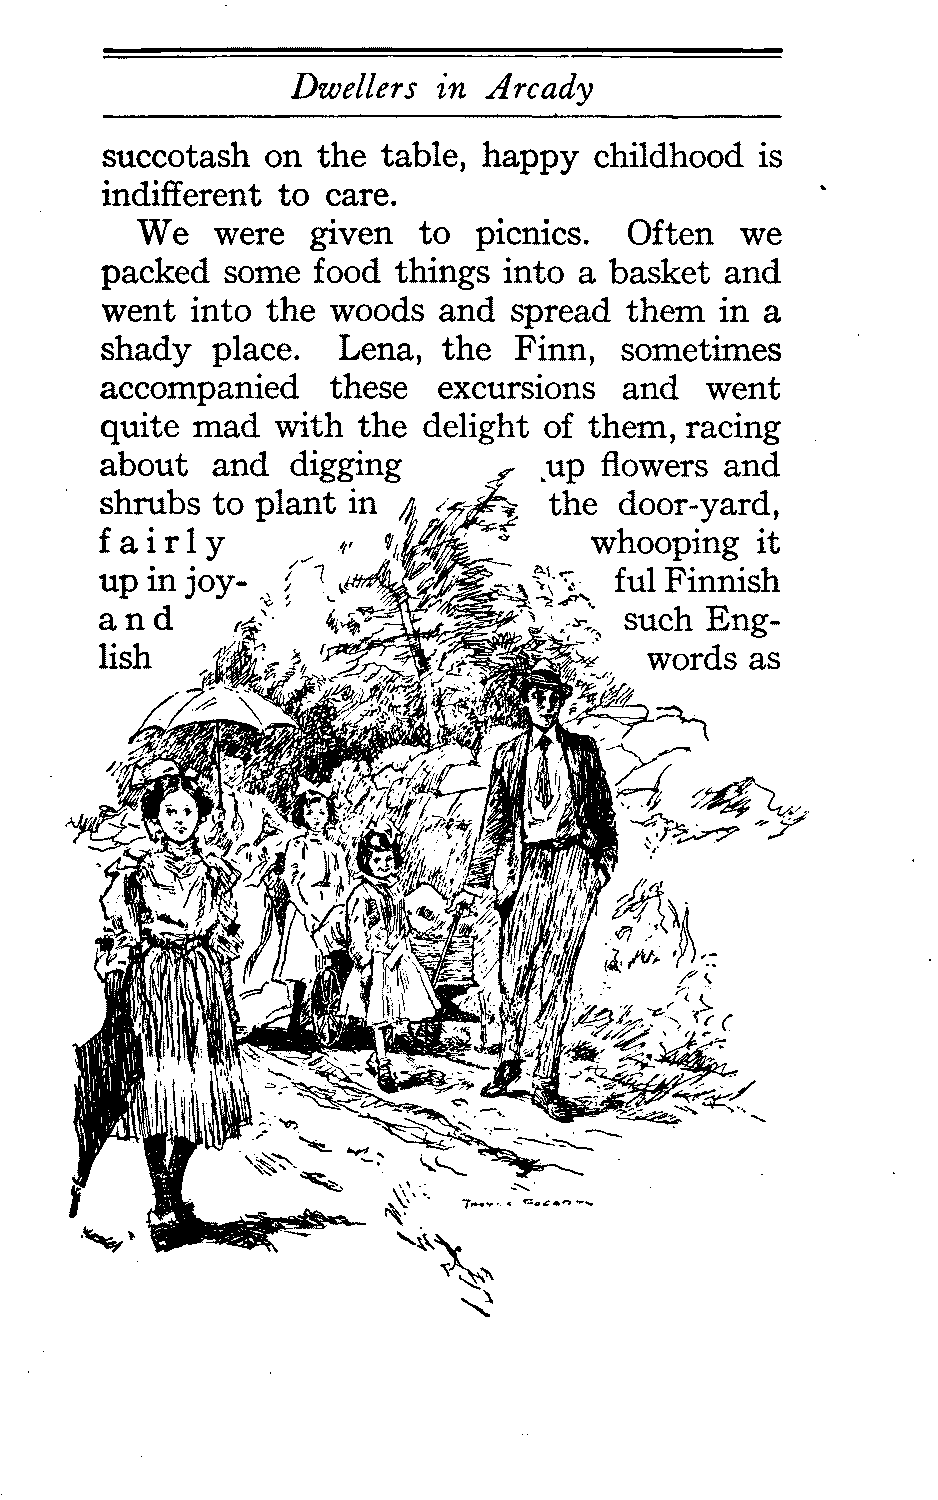 Dwellers in Arcady
succotash on the table, happy childhood is
indifferent to care.
We were given to picnics. Often we
packed some food things into a basket and
went into the woods and spread them in a
shady place. Lena, the Finn, sometimes
accompanied these excursions and went
quite mad with the delight of them, racing
about and digging up flowers and
shrubs to plant in the door-yard,
fairly whooping it
up in joy- ful Finnish
and such Eng-
lish words as